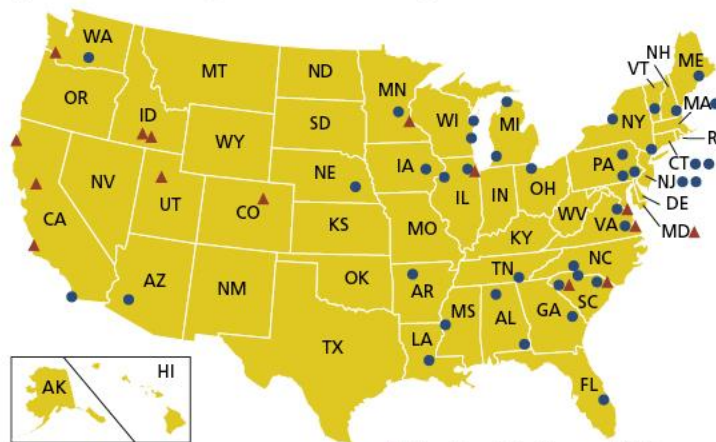 WA
NH
VT
ME
MT
ND
MN
MA
OR
ID
SD
WI
MI
NY
R
WY
IA
PA
CT
NE
NJ
NV
IL
IN
OH
DE
UT
CO
WV
VA
MD
CA
KS
MO
KY
NC
AZ
NM
OK
AR
TN
SC
MS
AL
GA
TX
LA
HI
AK
FL